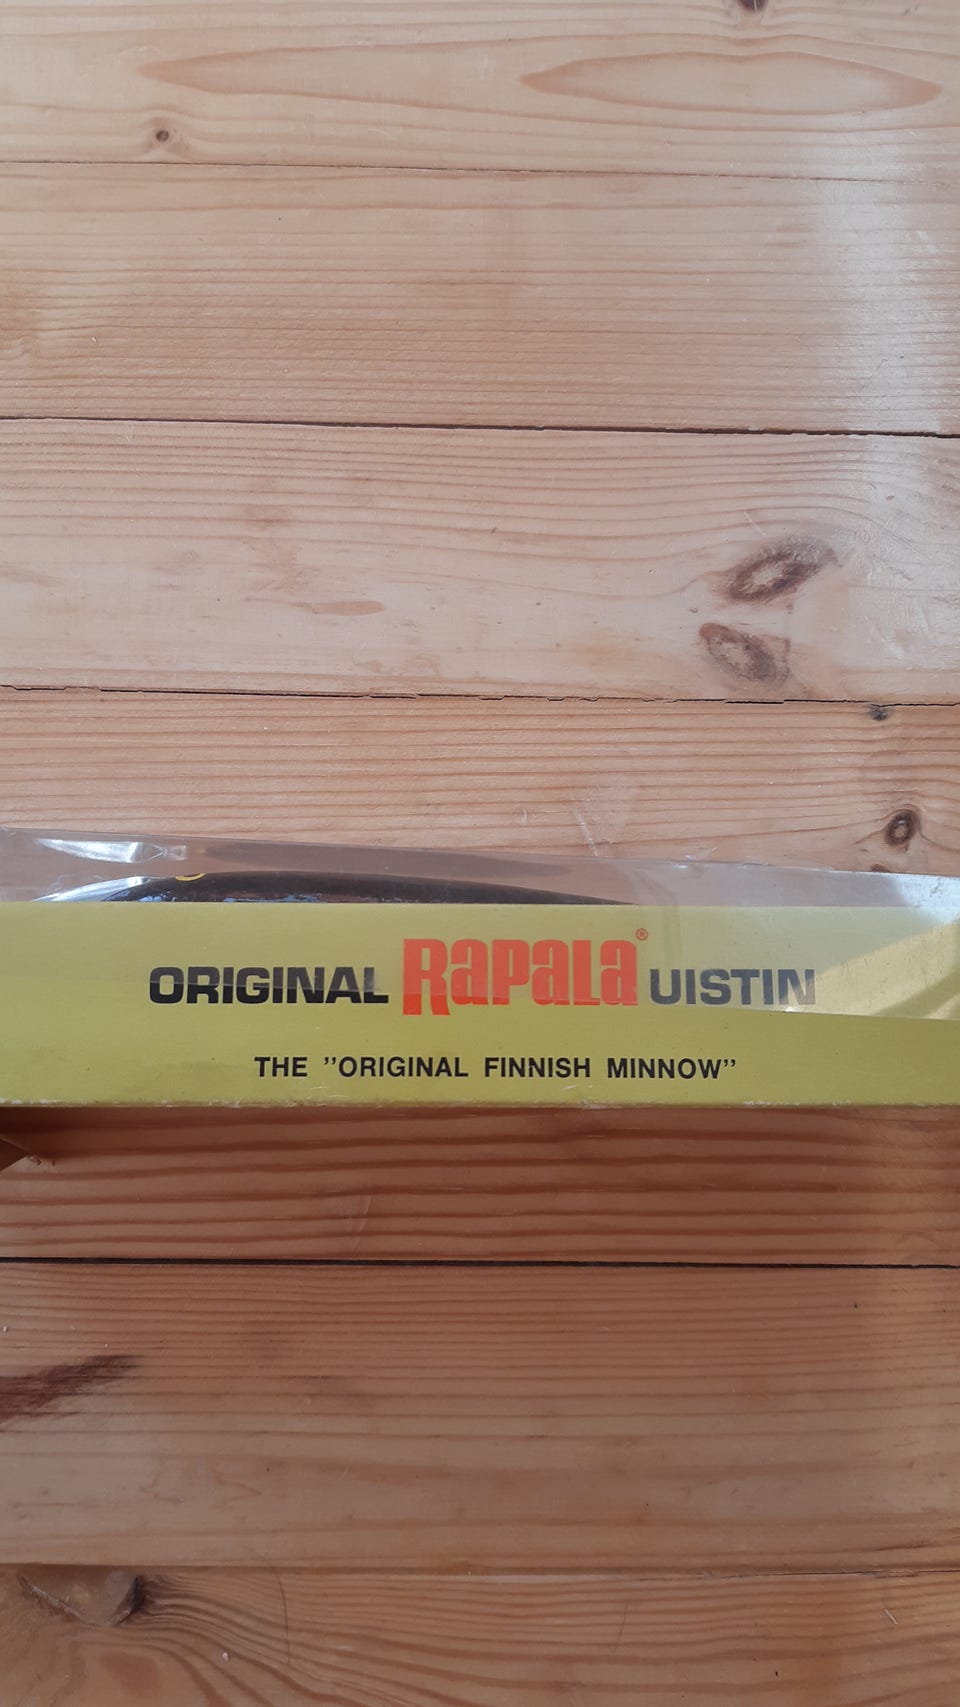 ORIGINAL Rapala® UISTIN
THE ”ORIGINAL FINNISH MINNOW”